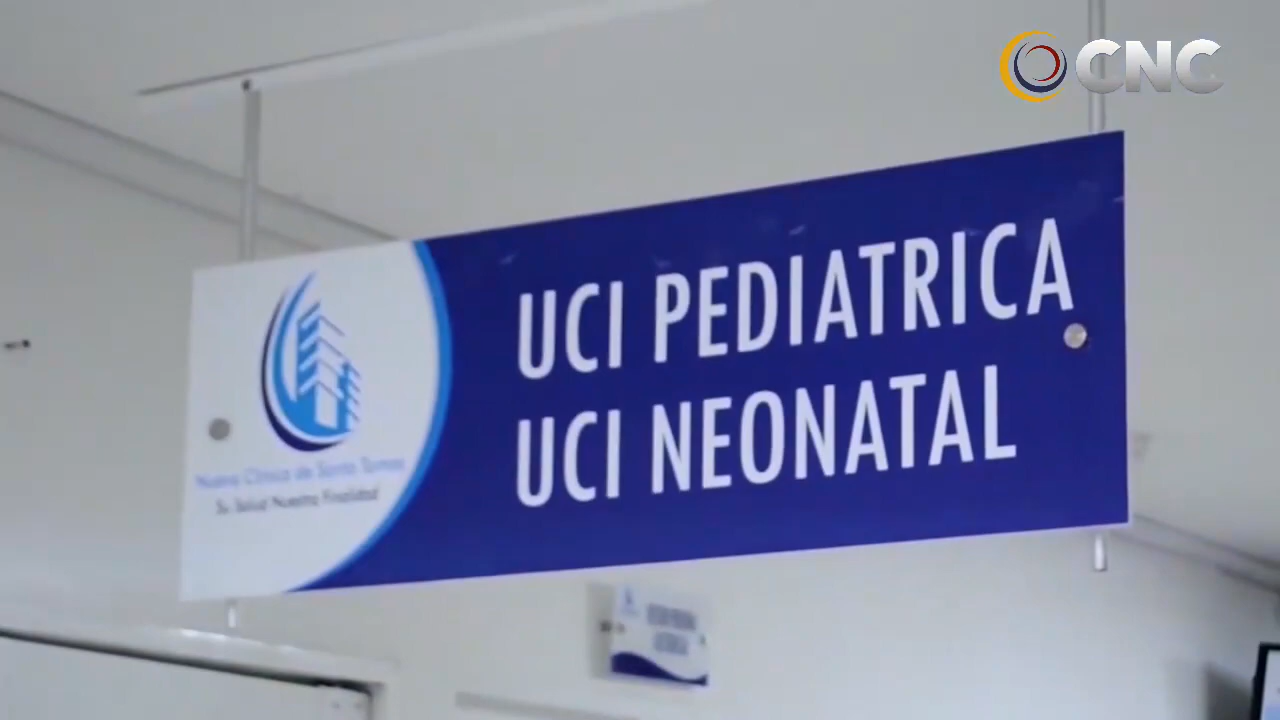 CNC
UCI PEDIATRICA
UCI NEONATAL
Nueva Clínica de Santo Tomas
Su Salud Nuestra Finalidad